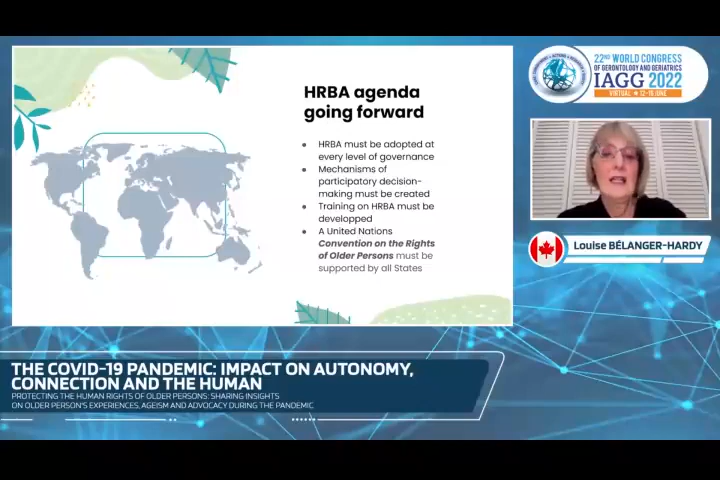 HRBA agenda
going forward
HRBA must be adopted at
every level of governance
Mechanisms of
participatory decision-
making must be created
Training on HRBA must be
developped
A United Nations
Convention on the Rights
of Older Persons must be
supported by all States
22ND WORLD CONGRESS
OF GERONTOLOGY AND GERIATRICS
IAGG 2022
VIRTUAL ★ 12-16 JUNE
Louise BÉLANGER-HARDY
THE COVID-19 PANDEMIC: IMPACT ON AUTONOMY,
CONNECTION AND THE HUMAN
PROTECTING THE HUMAN RIGHTS OF OLDER PERSONS: SHARING INSIGHTS
ON OLDER PERSON'S EXPERIENCES, AGEISM AND ADVOCACY DURING THE PANDEMIC.